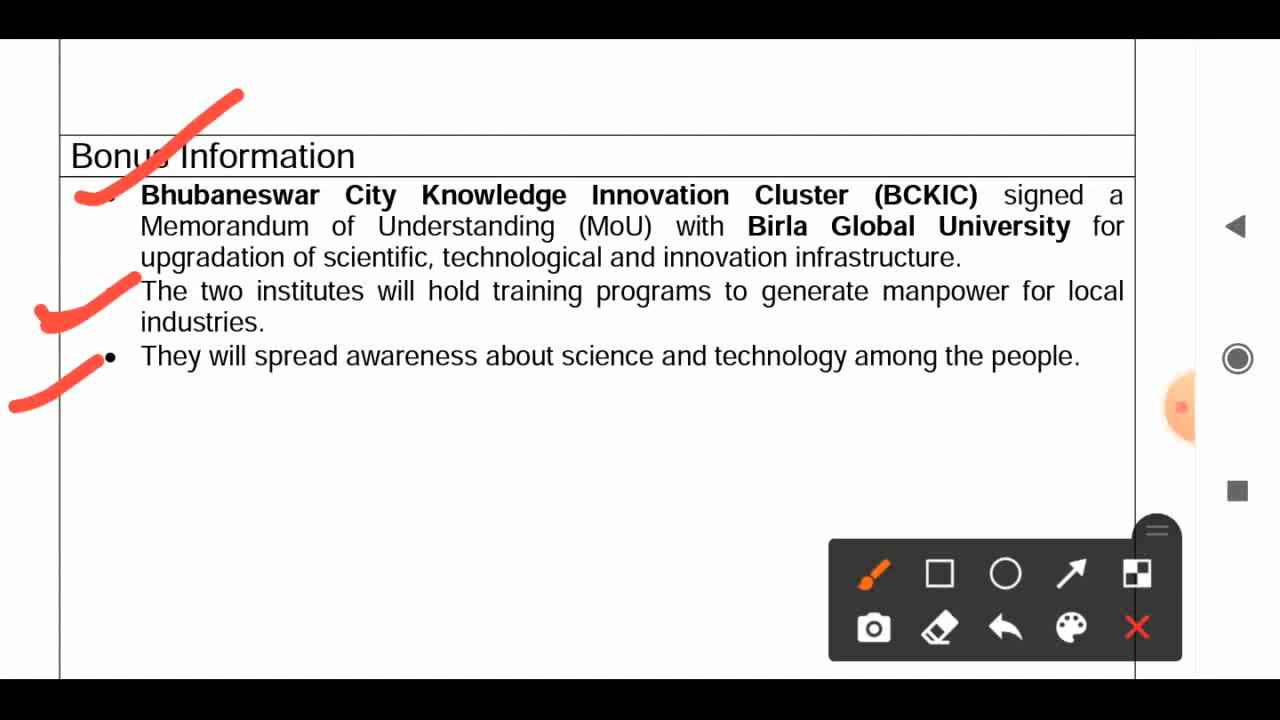 Bonus Information
Bhubaneswar City Knowledge Innovation Cluster (BCKIC) signed a
Memorandum of Understanding (MoU) with Birla Global University for
upgradation of scientific, technological and innovation infrastructure.
The two institutes will hold training programs to generate manpower for local
industries.
• They will spread awareness about science and technology among the people.